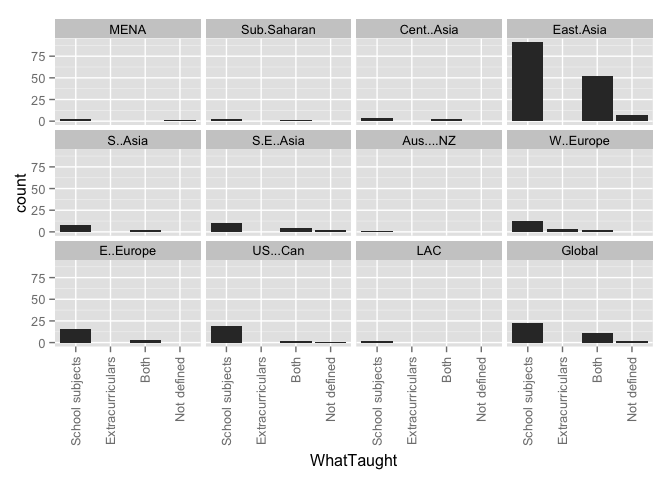 MENA Sub.Saharan Cent..Asia East.Asia
75
50
25
0
S..Asia S.E..Asia Aus....NZ W..Europe
75
50
25
0
E..Europe US...Can LAC Global
75
50
25
0
School subjects Extracurriculars Both Not defined School subjects Extracurriculars Both Not defined School subjects Extracurriculars Both Not defined School subjects Extracurriculars Both Not defined
WhatTaught
count